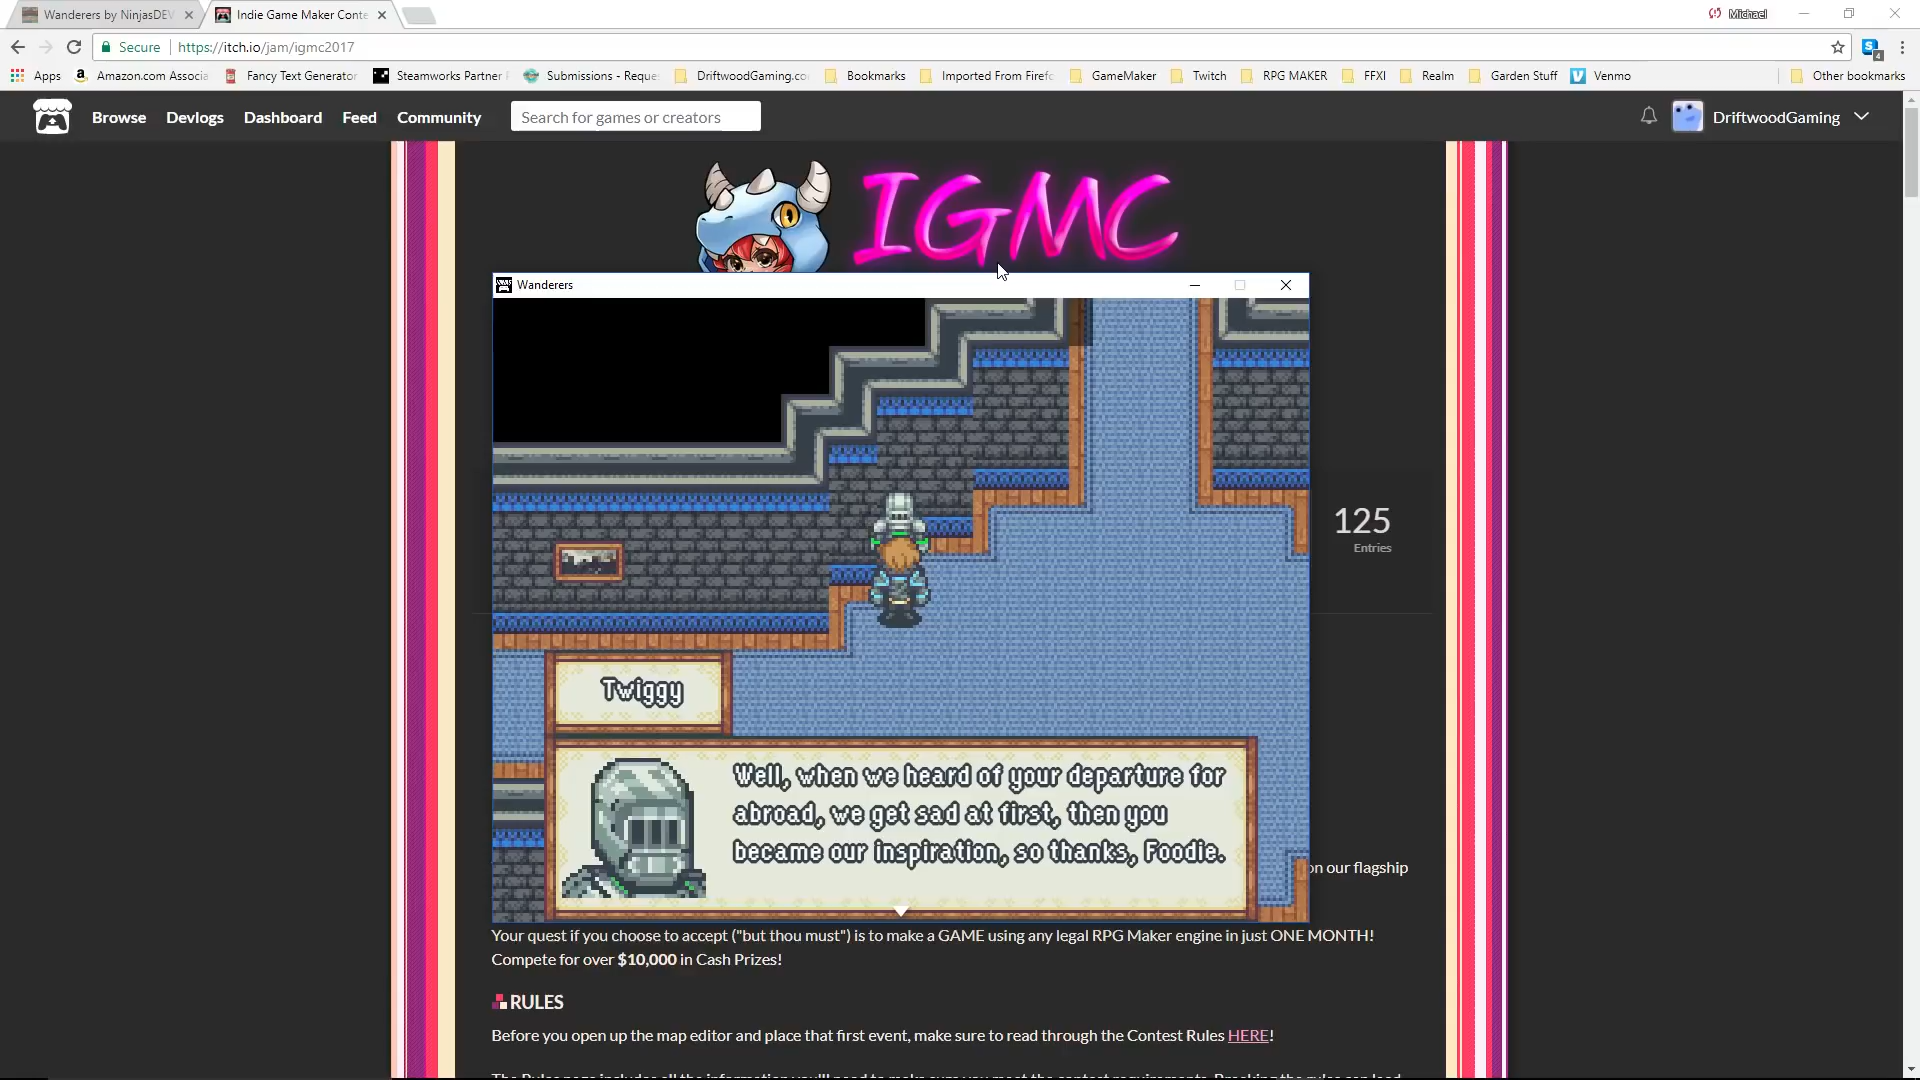 Wanderers by NinjasDEV
Indie Game Maker Conte
Michael
Secure
https://itch.io/jam/igmc2017
Apps
Amazon.com Associa
Fancy Text Generator
Steamworks Partner
Submissions - Reque
DriftwoodGaming.co
Bookmarks
Imported From Firef
GameMaker
Twitch
RPG MAKER
FFXI
Realm
Garden Stuff
Venmo
Other bookmarks
4
Browse
Devlogs
Dashboard
Feed
Community
Search for games or creators
DriftwoodGaming
IGMC
Wanderers
125
Entries
Twiggy
Well, when we heard of your departure for
abroad, we get sad at first, then you
became our inspiration, so thanks, Foodie.
on our flagship
Your quest if you choose to accept ("but thou must") is to make a GAME using any legal RPG Maker engine in just ONE MONTH!
Compete for over $10,000 in Cash Prizes!
RULES
Before you open up the map editor and place that first event, make sure to read through the Contest Rules HERE!